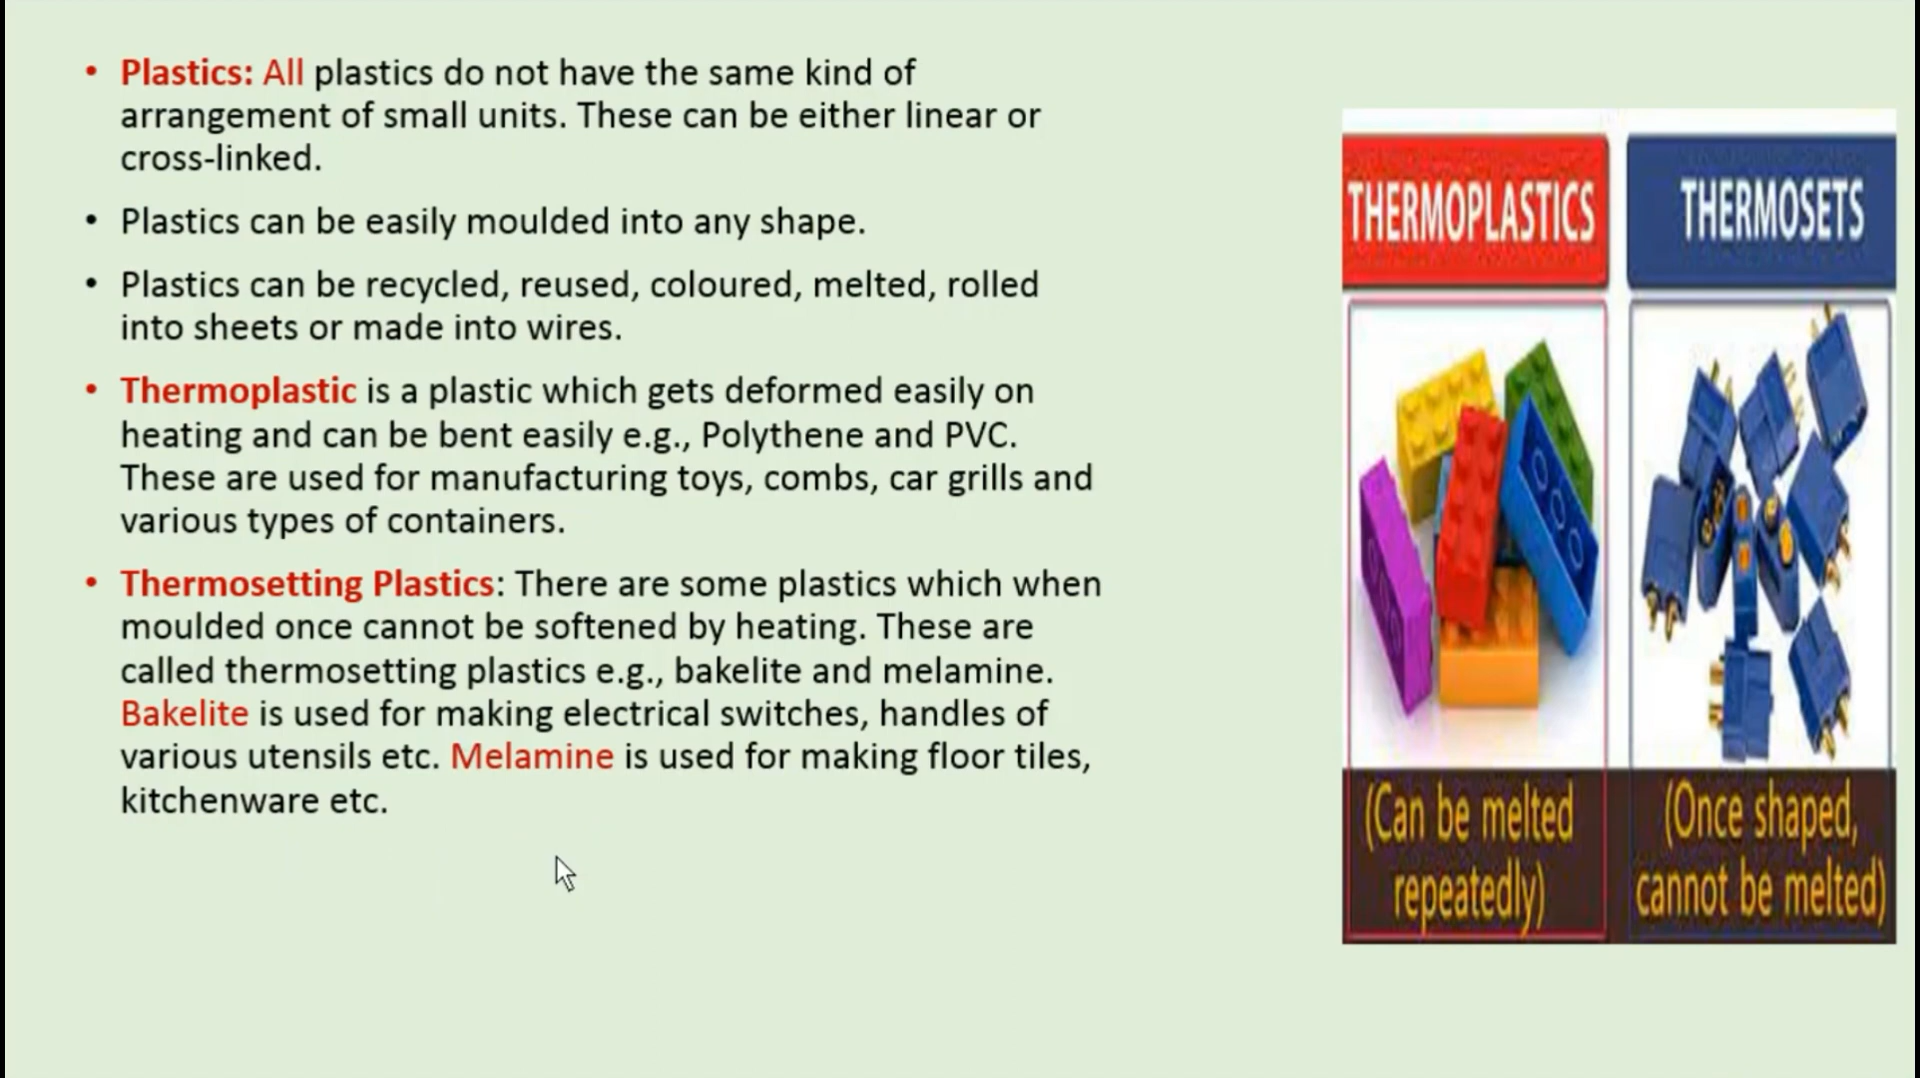 • Plastics: All plastics do not have the same kind of
arrangement of small units. These can be either linear or
cross-linked.
• Plastics can be easily moulded into any shape.
• Plastics can be recycled, reused, coloured, melted, rolled
into sheets or made into wires.
• Thermoplastic is a plastic which gets deformed easily on
heating and can be bent easily e.g., Polythene and PVC.
These are used for manufacturing toys, combs, car grills and
various types of containers.
• Thermosetting Plastics: There are some plastics which when
moulded once cannot be softened by heating. These are
called thermosetting plastics e.g., bakelite and melamine.
Bakelite is used for making electrical switches, handles of
various utensils etc. Melamine is used for making floor tiles,
kitchenware etc.
THERMOPLASTICS
(Can be melted
repeatedly)
THERMOSETS
(Once shaped,
cannot be melted)